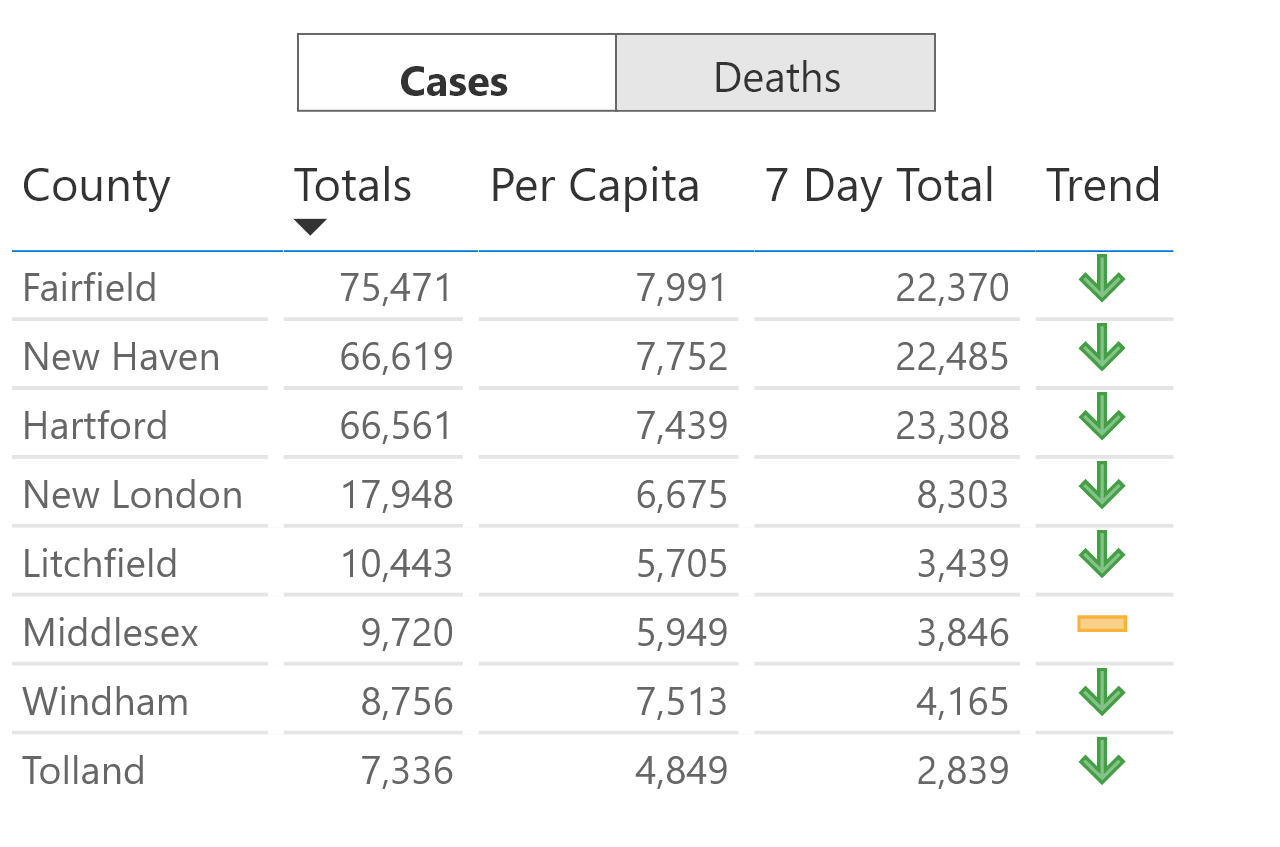 Cases Deaths
County Totals Per Capita 7 Day Total Trend
Fairfield 75,471 7,991 22,370
New Haven 66,619 7,752 22,485
Hartford 66,561 7,439 23,308
New London 17,948 6,675 8,303
Litchfield 10,443 5,705 3,439
Middlesex 9,720 5,949 3,846
Windham 8,756 7,513 4,165
Tolland 7,336 4,849 2,839